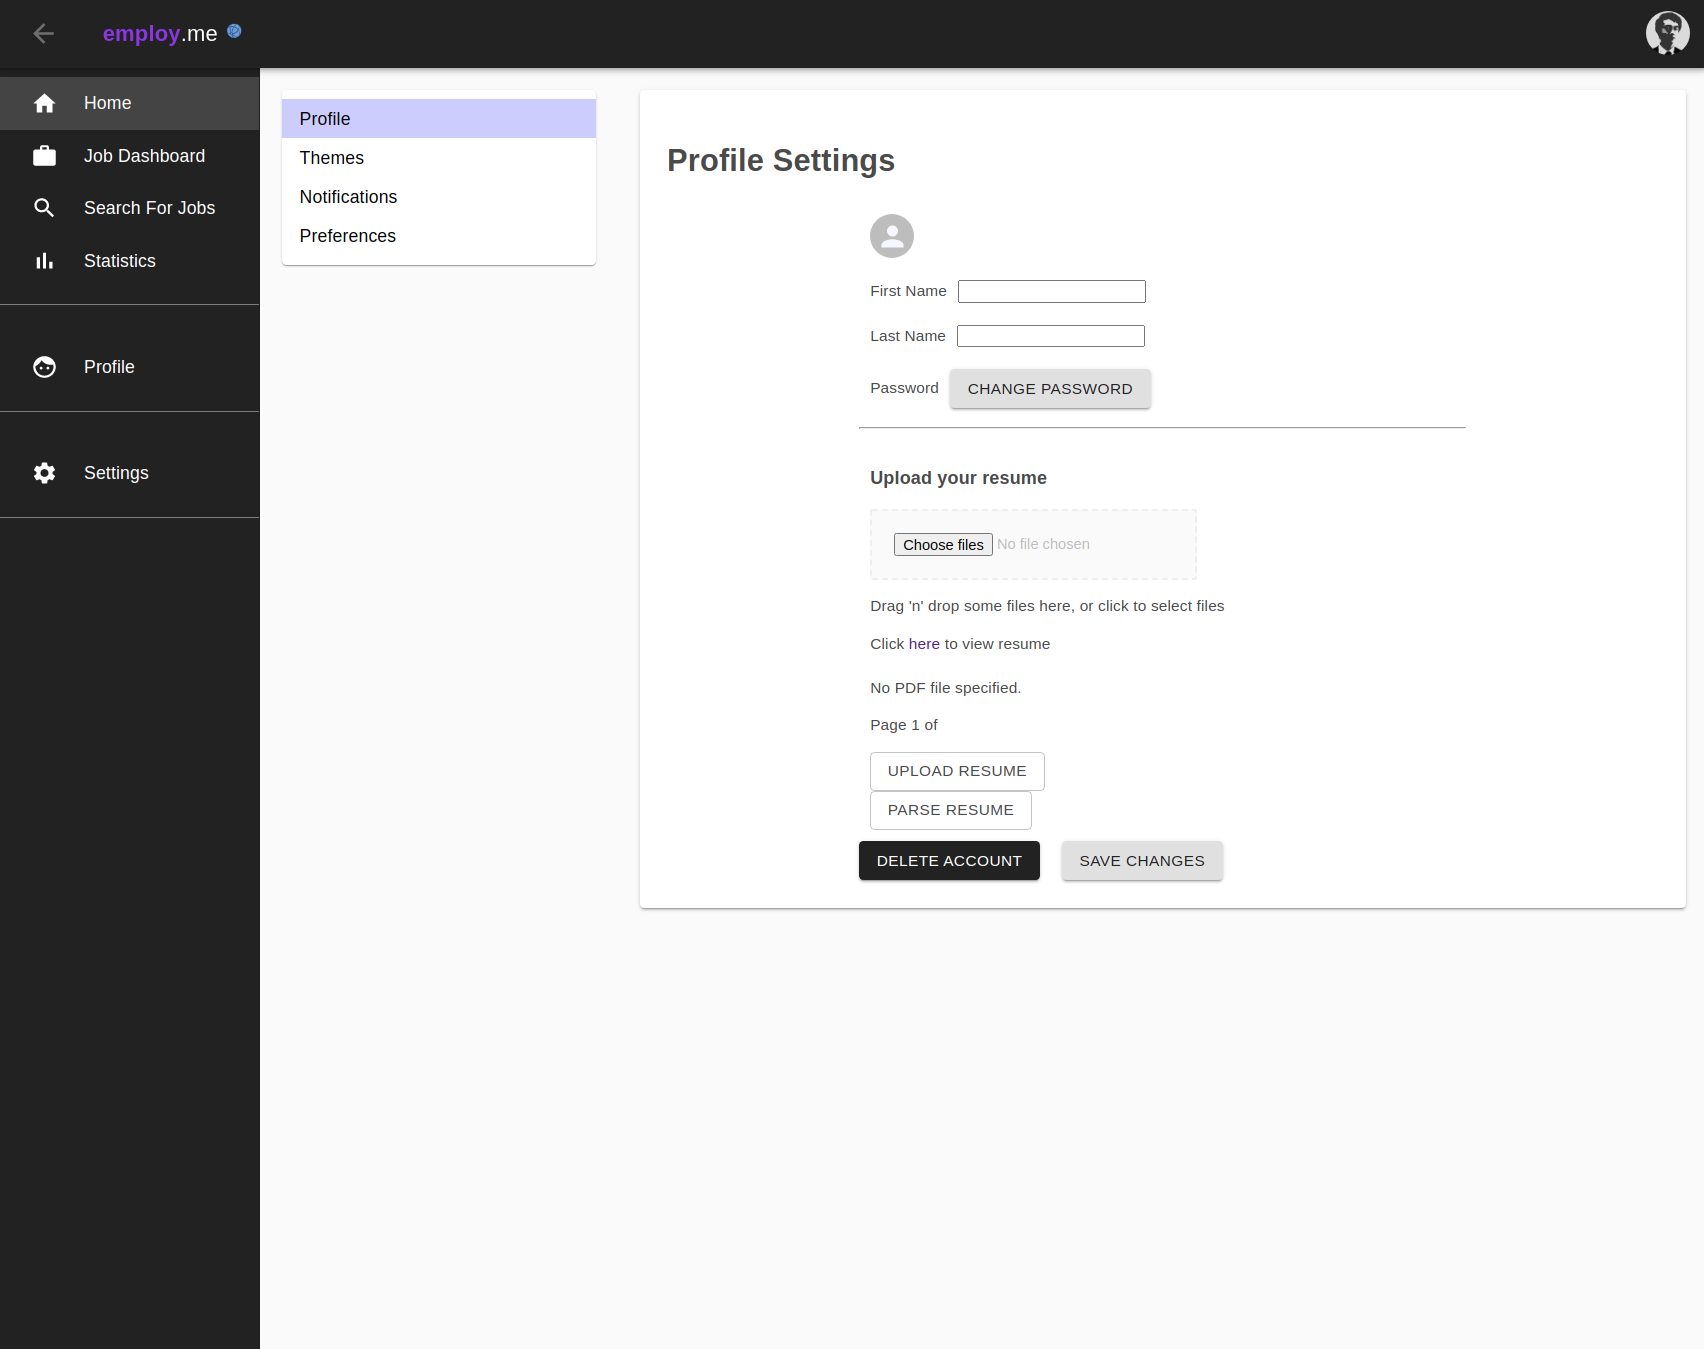 employ.me
Home
Job Dashboard
Search For Jobs
Statistics
Profile
Settings
Profile
Themes
Notifications
Preferences
Profile Settings
First Name
Last Name
Password CHANGE PASSWORD
Upload your resume
Choose files No file chosen
Drag 'n' drop some files here, or click to select files
Click here to view resume
No PDF file specified.
Page 1 of
UPLOAD RESUME
PARSE RESUME
DELETE ACCOUNT SAVE CHANGES